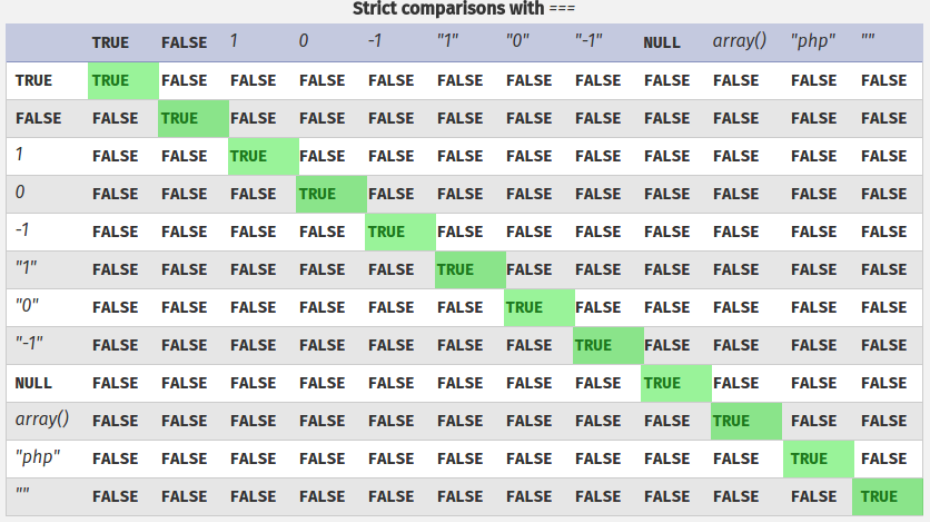 Strict comparisons with ===
TRUE FALSE 1 0 -1 "1" "0" "-1" NULL array() "php" ""
TRUE TRUE FALSE FALSE FALSE FALSE FALSE FALSE FALSE FALSE FALSE FALSE FALSE
FALSE FALSE TRUE FALSE FALSE FALSE FALSE FALSE FALSE FALSE FALSE FALSE FALSE
1 FALSE FALSE TRUE FALSE FALSE FALSE FALSE FALSE FALSE FALSE FALSE FALSE
0 FALSE FALSE FALSE TRUE FALSE FALSE FALSE FALSE FALSE FALSE FALSE FALSE
-1 FALSE FALSE FALSE FALSE TRUE FALSE FALSE FALSE FALSE FALSE FALSE FALSE
"1" FALSE FALSE FALSE FALSE FALSE TRUE FALSE FALSE FALSE FALSE FALSE FALSE
"0" FALSE FALSE FALSE FALSE FALSE FALSE TRUE FALSE FALSE FALSE FALSE FALSE
"-1" FALSE FALSE FALSE FALSE FALSE FALSE FALSE TRUE FALSE FALSE FALSE FALSE
NULL FALSE FALSE FALSE FALSE FALSE FALSE FALSE FALSE TRUE FALSE FALSE FALSE
array() FALSE FALSE FALSE FALSE FALSE FALSE FALSE FALSE FALSE TRUE FALSE FALSE
"php" FALSE FALSE FALSE FALSE FALSE FALSE FALSE FALSE FALSE FALSE TRUE FALSE
"" FALSE FALSE FALSE FALSE FALSE FALSE FALSE FALSE FALSE FALSE FALSE TRUE